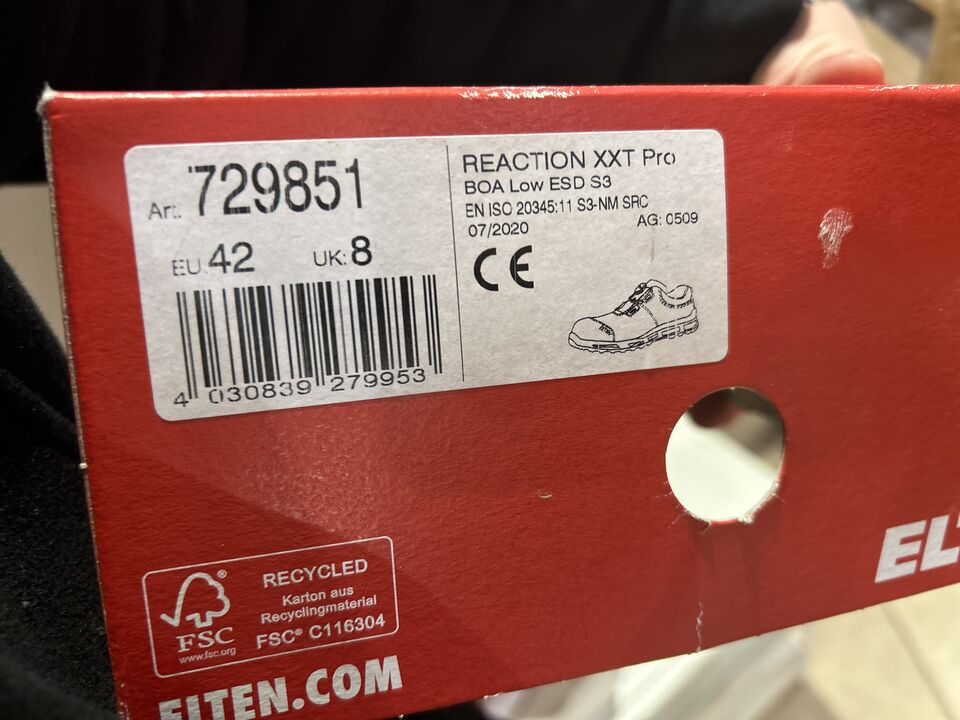 Art. 729851
EU: 42 UK: 8
4 030839 279953
REACTION XXT Pro
BOA Low ESD S3
EN ISO 20345:11 S3-NM SRC
07/2020 AG: 0509
CE
RECYCLED
Karton aus
Recyclingmaterial
FSC® C116304
®
FSC
www.fsc.org
ELTEN.COM